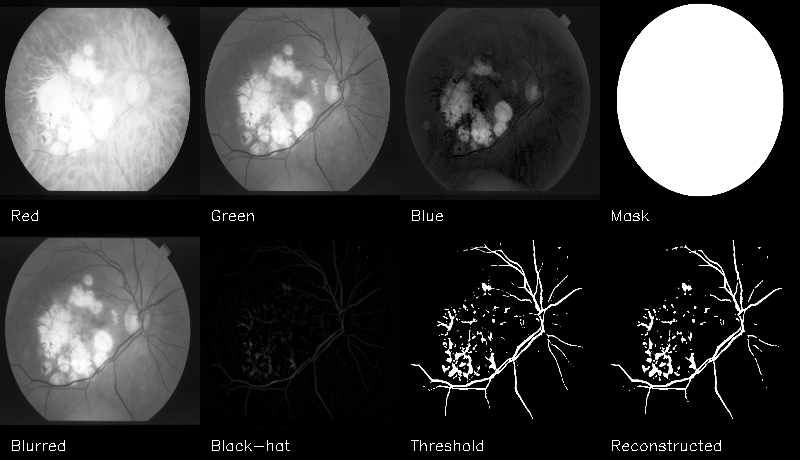 Red
Green
Blue
Mask
Blurred
Black-hat
Threshold
Reconstructed